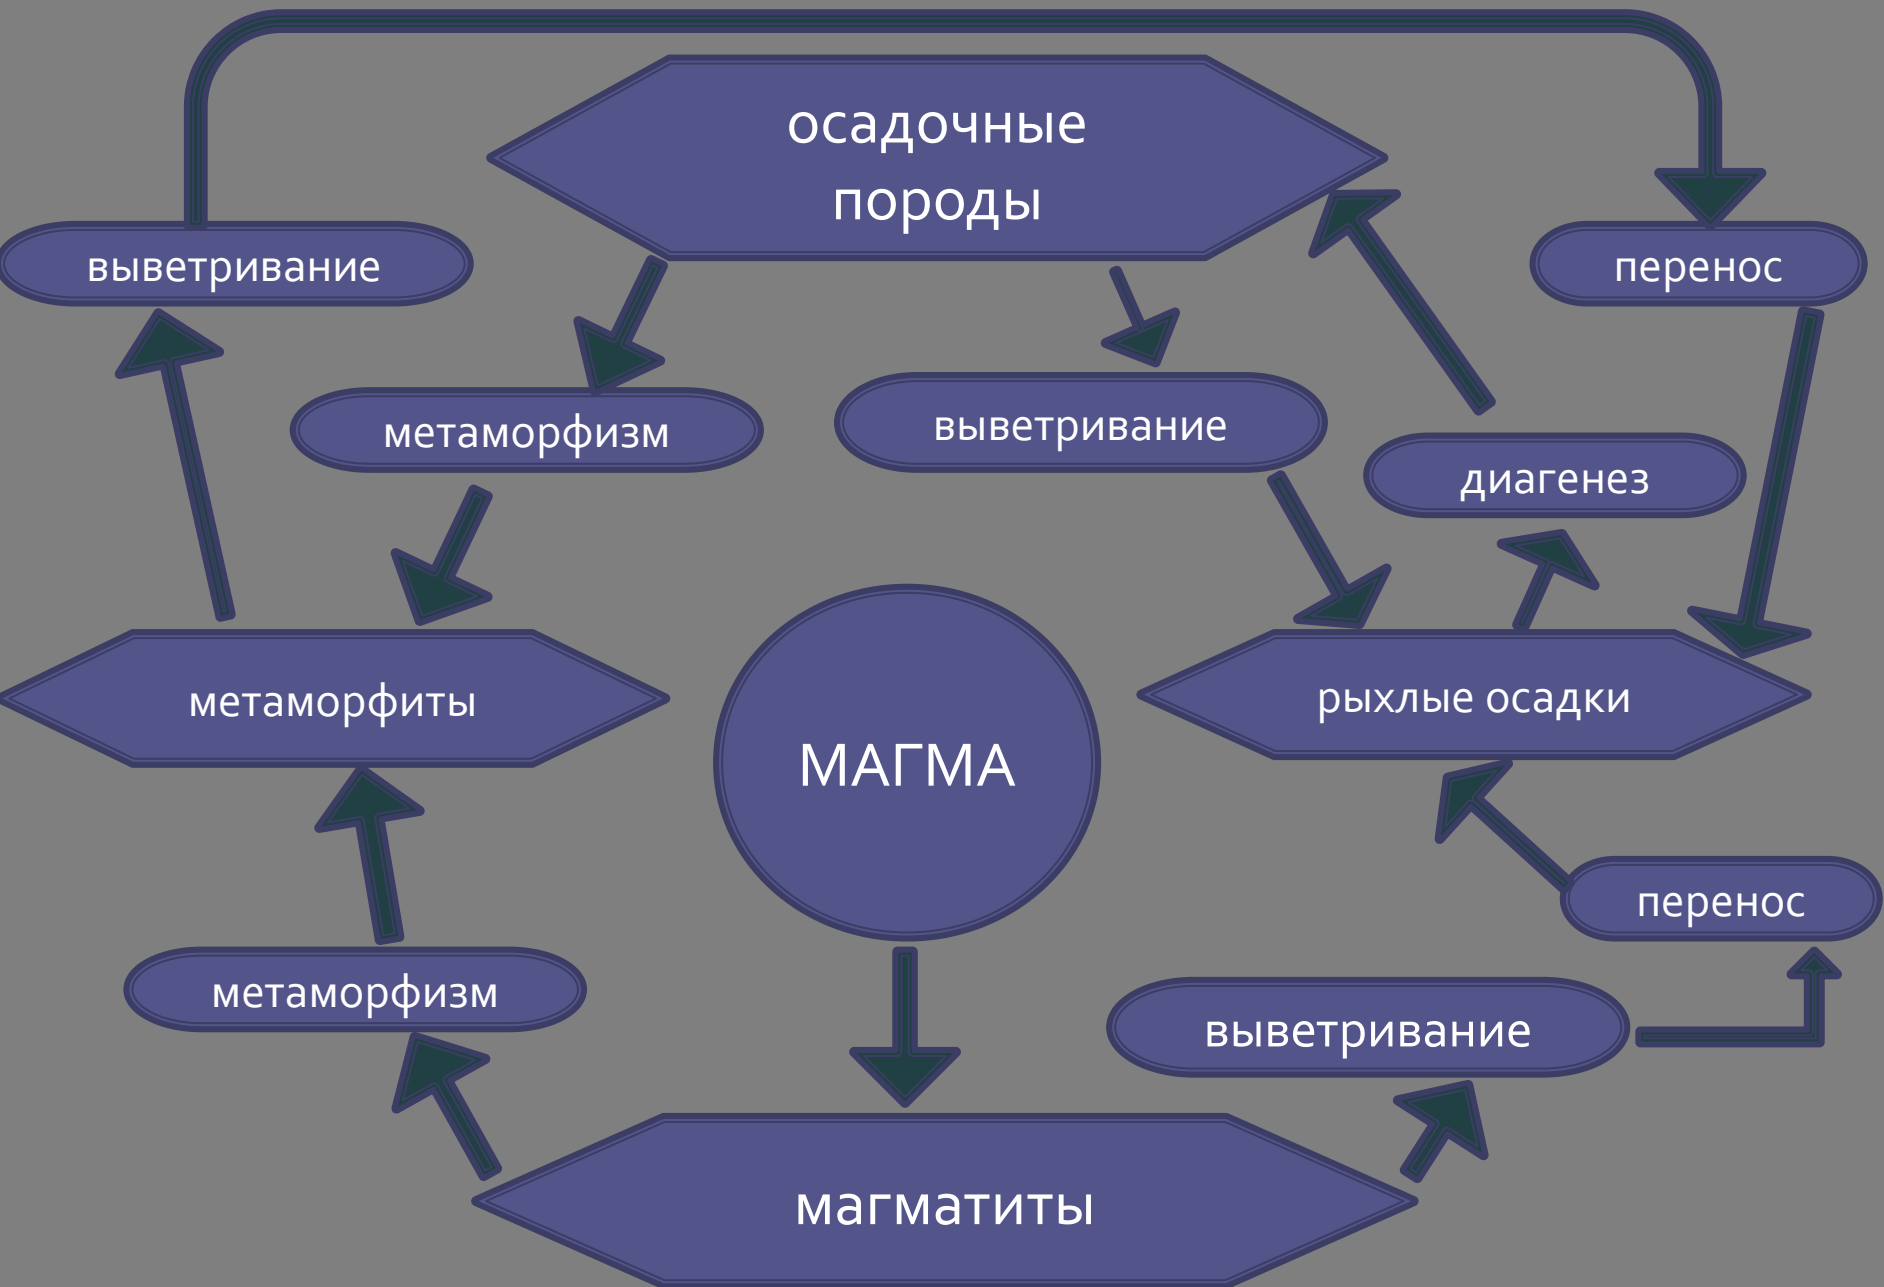 осадочные
породы
выветривание
перенос
метаморфизм
выветривание
диагенез
метаморфиты
рыхлые осадки
МАГМА
перенос
метаморфизм
выветривание
магматиты